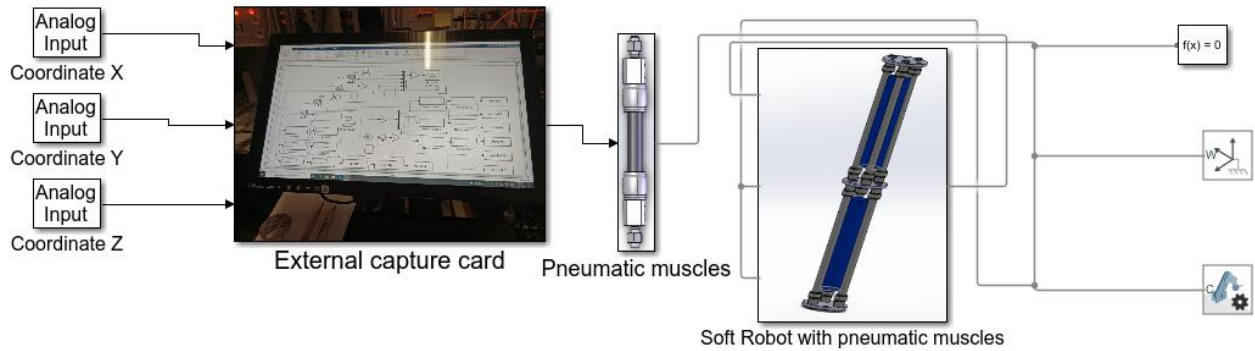 Analog
Input
Coordinate X
Analog
Input
Coordinate Y
Analog
Input
Coordinate Z
External capture card
Pneumatic muscles
Soft Robot with pneumatic muscles
f(x) = 0
W
C